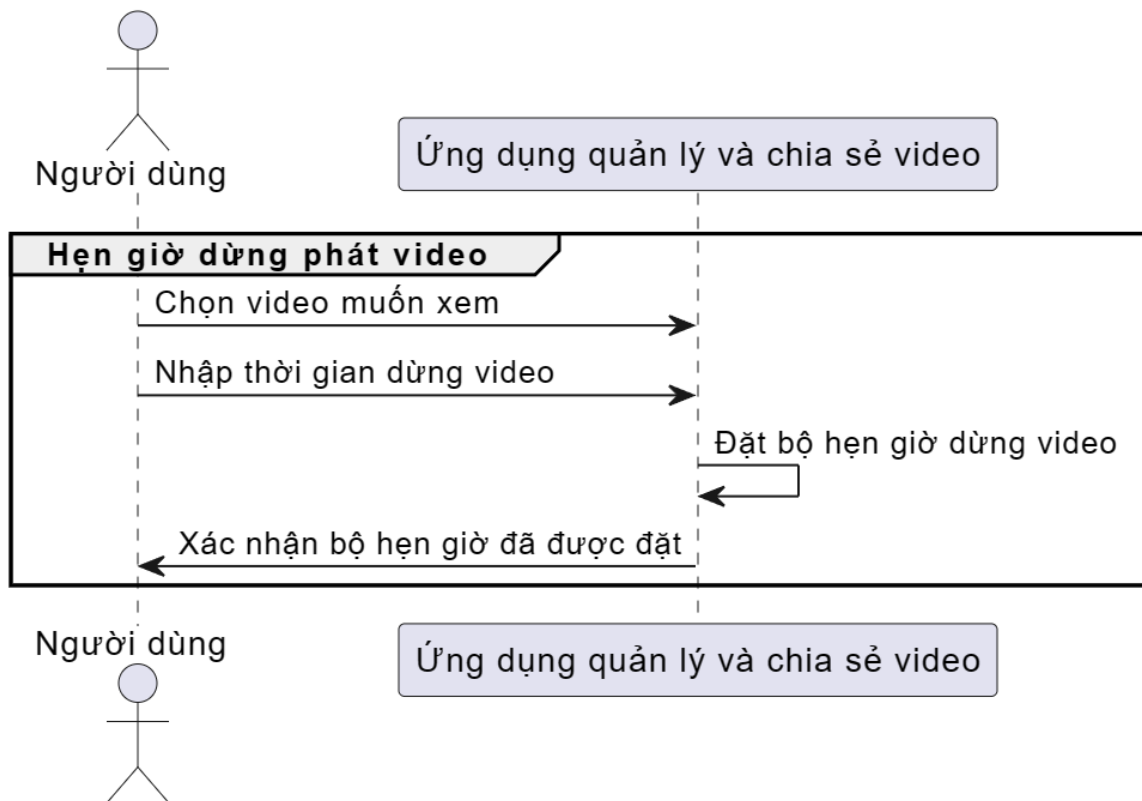 Người dùng
Ứng dụng quản lý và chia sẻ video
Hẹn giờ dừng phát video
Chọn video muốn xem
Nhập thời gian dừng video
Đặt bộ hẹn giờ dừng video
Xác nhận bộ hẹn giờ đã được đặt
Người dùng
Ứng dụng quản lý và chia sẻ video